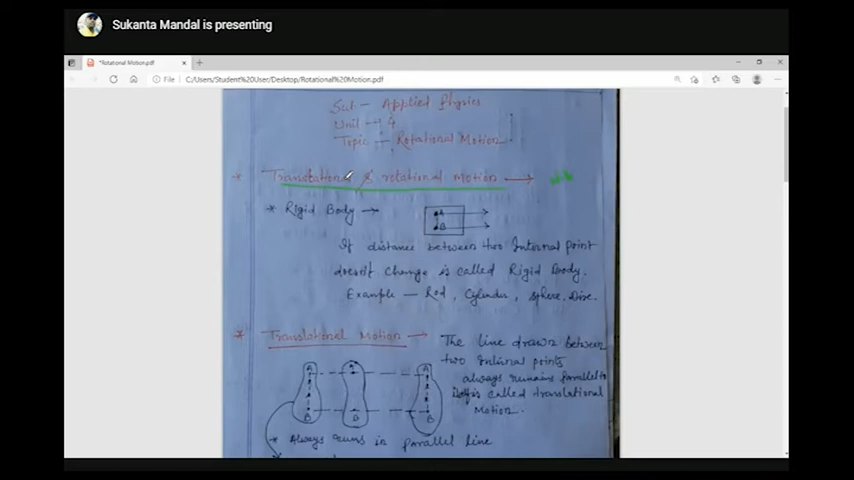 Sukanta Mandal is presenting
*Rotational Motion.pdf
File | C:/Users/Student%20User/Desktop/Rotational%20Motion.pdf
Sub - Applied Physics
Unit - 4
Topic - Rotational Motion
* Translational & rotational motion →
* Rigid Body →
A
B
If distance between two Internal point
doesn't change is called Rigid Body.
Example - Rod, Cylinder, Sphere. Disc.
* Translational Motion → The line drawn between
two Internal points
always remains parallel to
itself is called translational
Motion.
A A A
B B B
* Always runs in parallel line